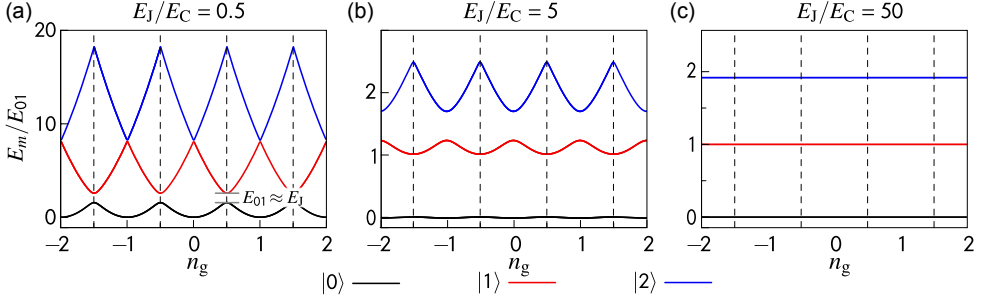 (a) E_J/E_C = 0.5
E_m/E_01
20
10
0
E_01 ≈ E_J
−2 −1 0 1 2
n_g
(b) E_J/E_C = 5
2
1
0
−2 −1 0 1 2
n_g
(c) E_J/E_C = 50
2
1
0
−2 −1 0 1 2
n_g
|0⟩ |1⟩ |2⟩